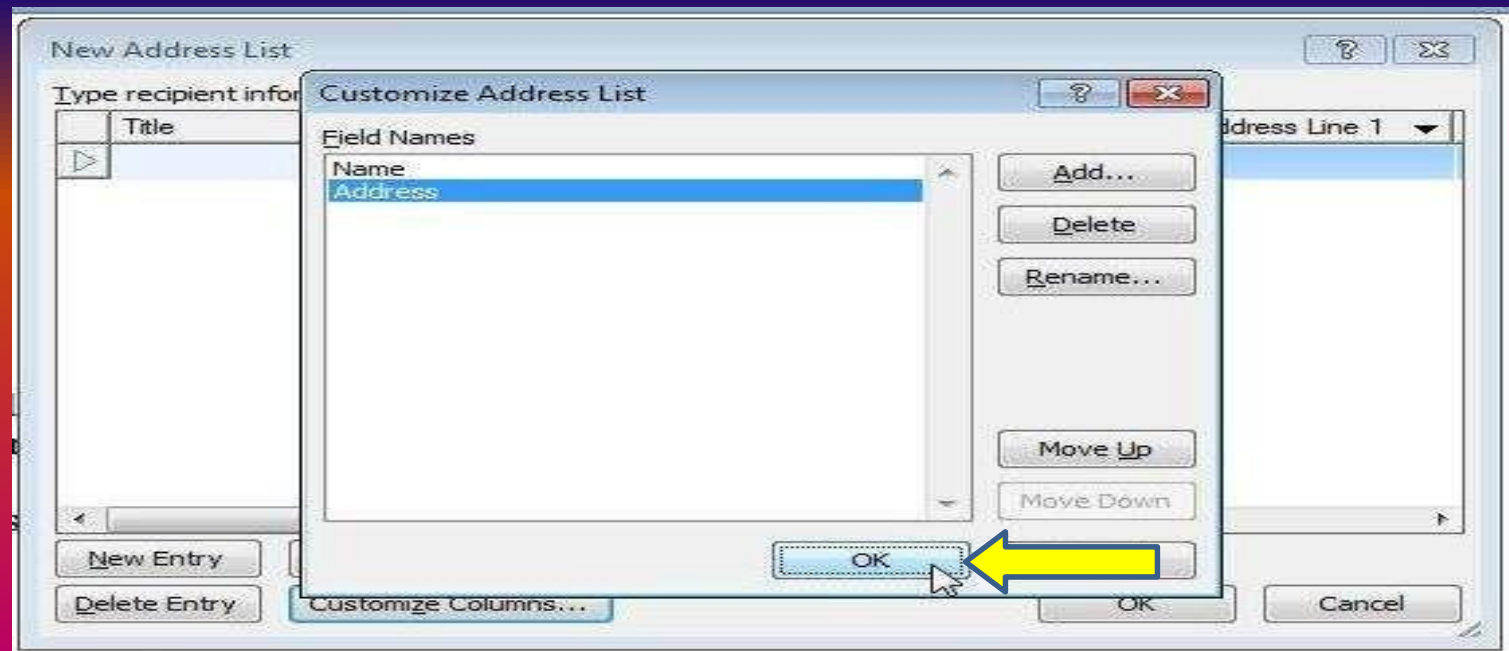 New Address List
Type recipient infor
Title
ddress Line 1
Customize Address List
Field Names
Name
Address
Add...
Delete
Rename...
Move Up
Move Down
OK
New Entry
Delete Entry
Customize Columns...
OK
Cancel